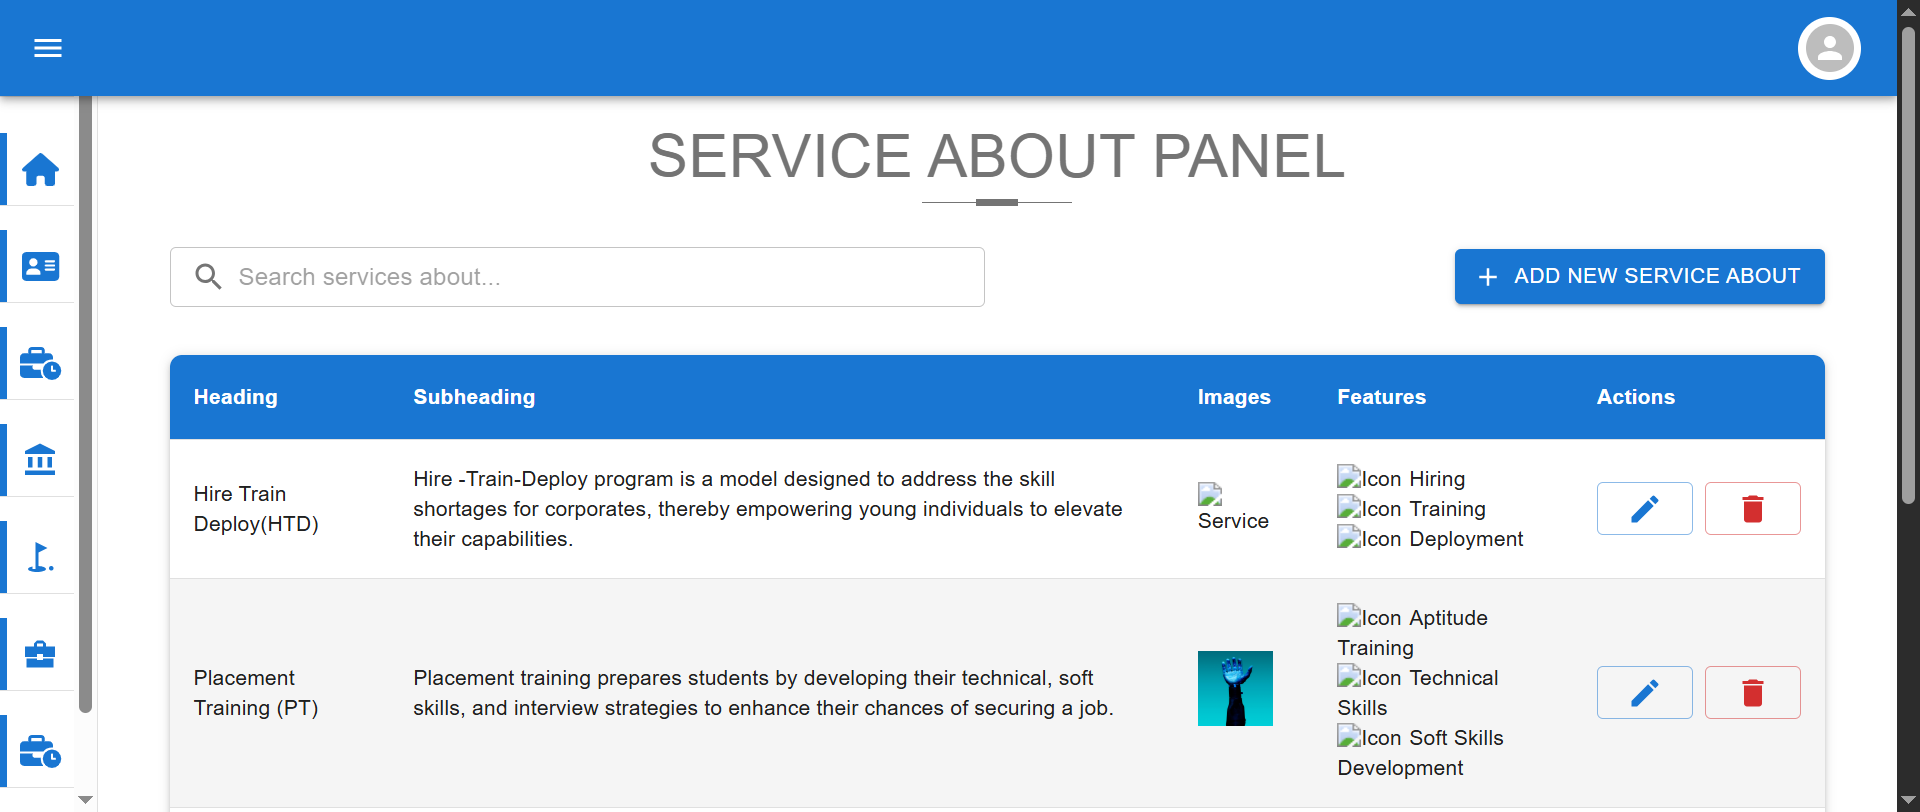 SERVICE ABOUT PANEL
Search services about...
ADD NEW SERVICE ABOUT
Heading Subheading Images Features Actions
Hire Train
Deploy(HTD)
Hire -Train-Deploy program is a model designed to address the skill
shortages for corporates, thereby empowering young individuals to elevate
their capabilities.
Service
Icon Hiring
Icon Training
Icon Deployment
Placement
Training (PT)
Placement training prepares students by developing their technical, soft
skills, and interview strategies to enhance their chances of securing a job.
Icon Aptitude
Training
Icon Technical
Skills
Icon Soft Skills
Development